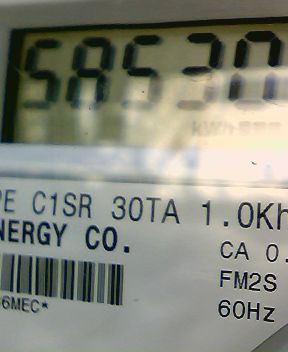 58530
kWh
PE C1SR 30TA 1.0Kh
NERGY CO.
CA 0.
FM2S
6MEC*
60Hz